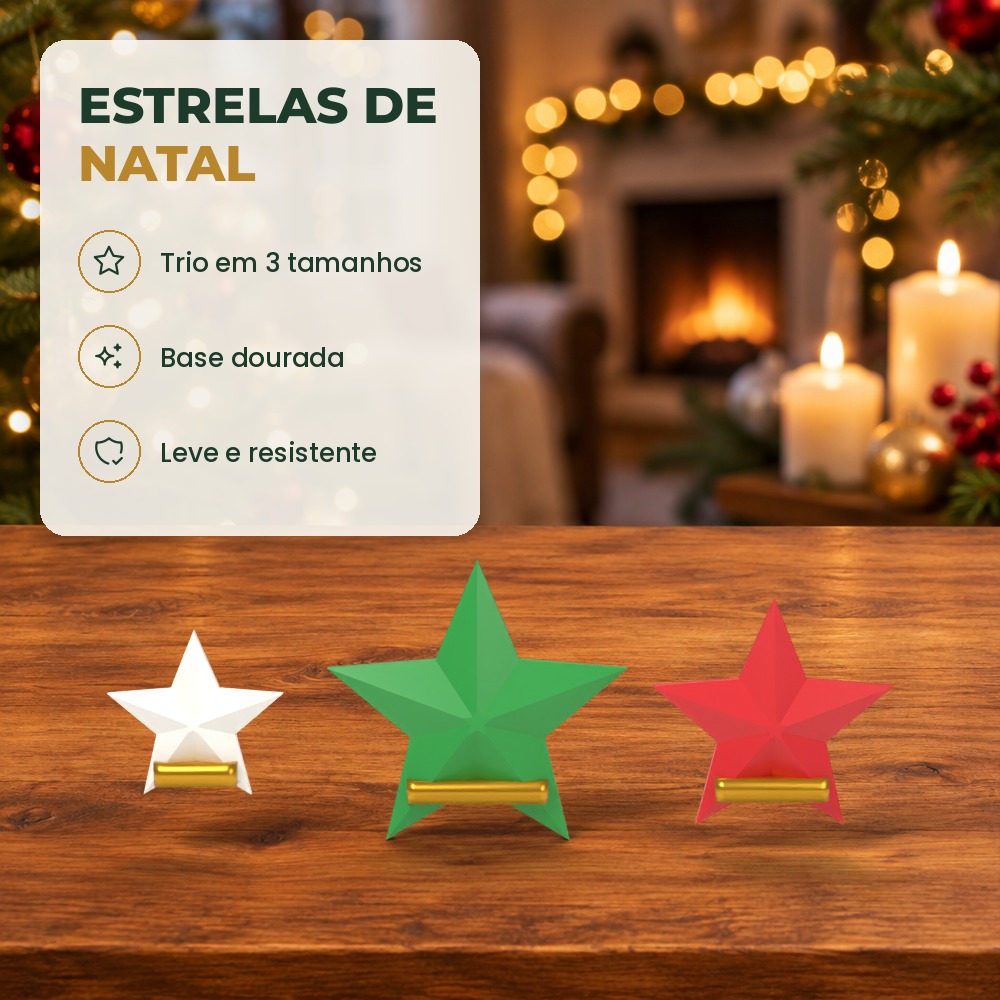 ESTRELAS DE
NATAL
Trio em 3 tamanhos
Base dourada
Leve e resistente